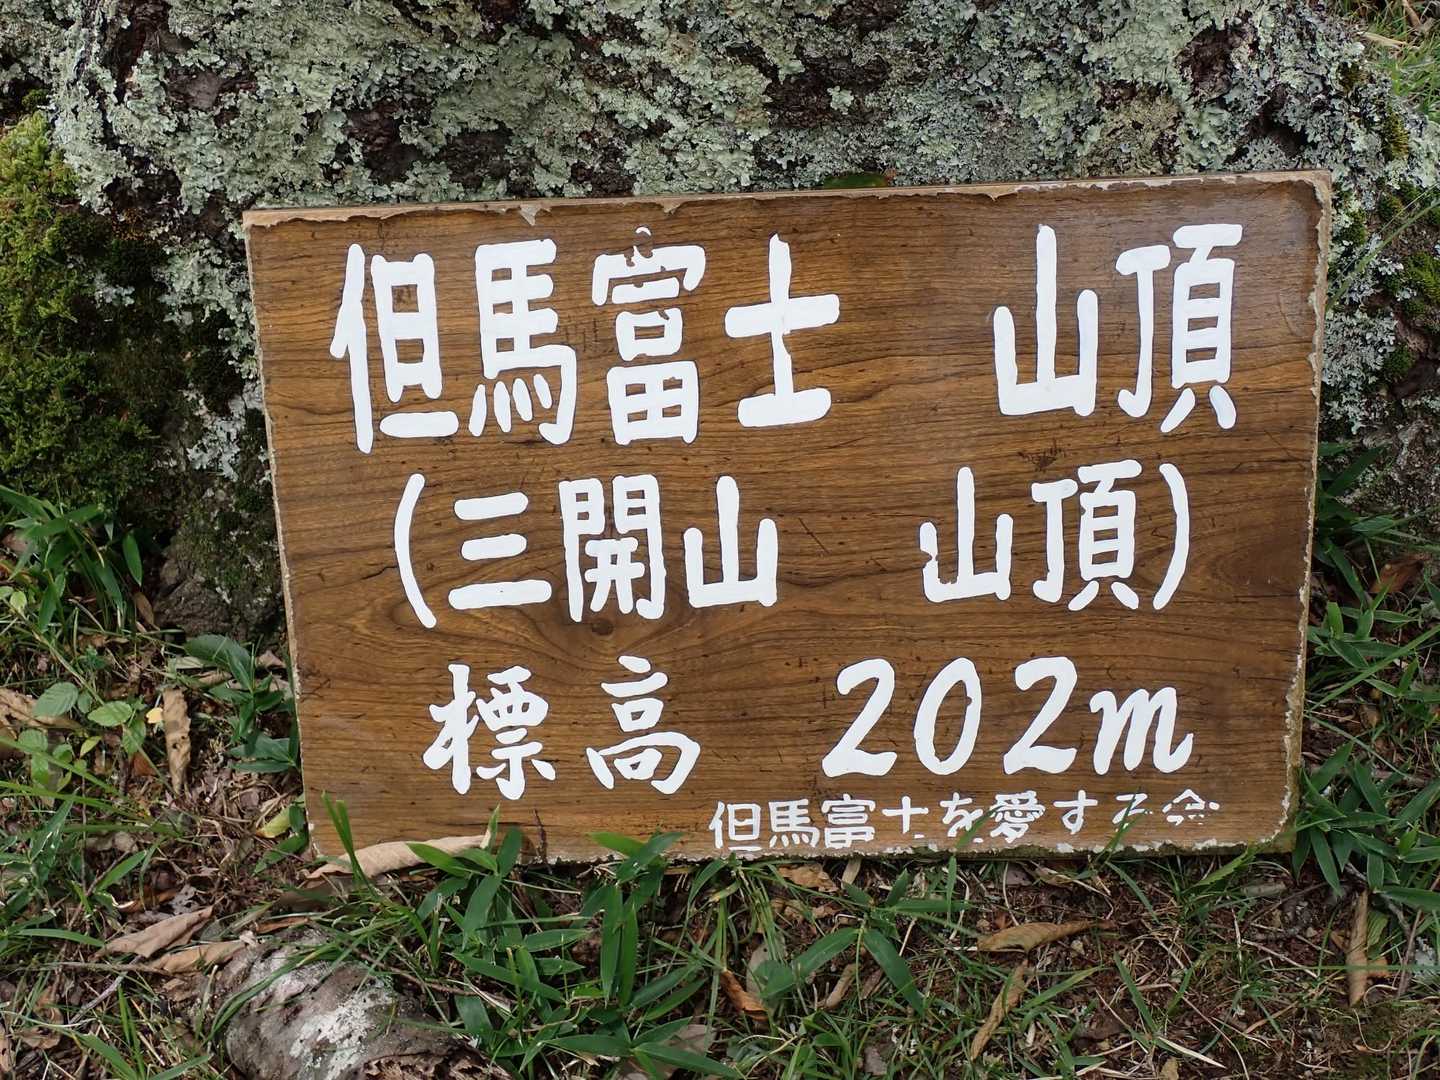 但馬富士　山頂
(三開山　山頂)
標高　202m
但馬富士を愛する会